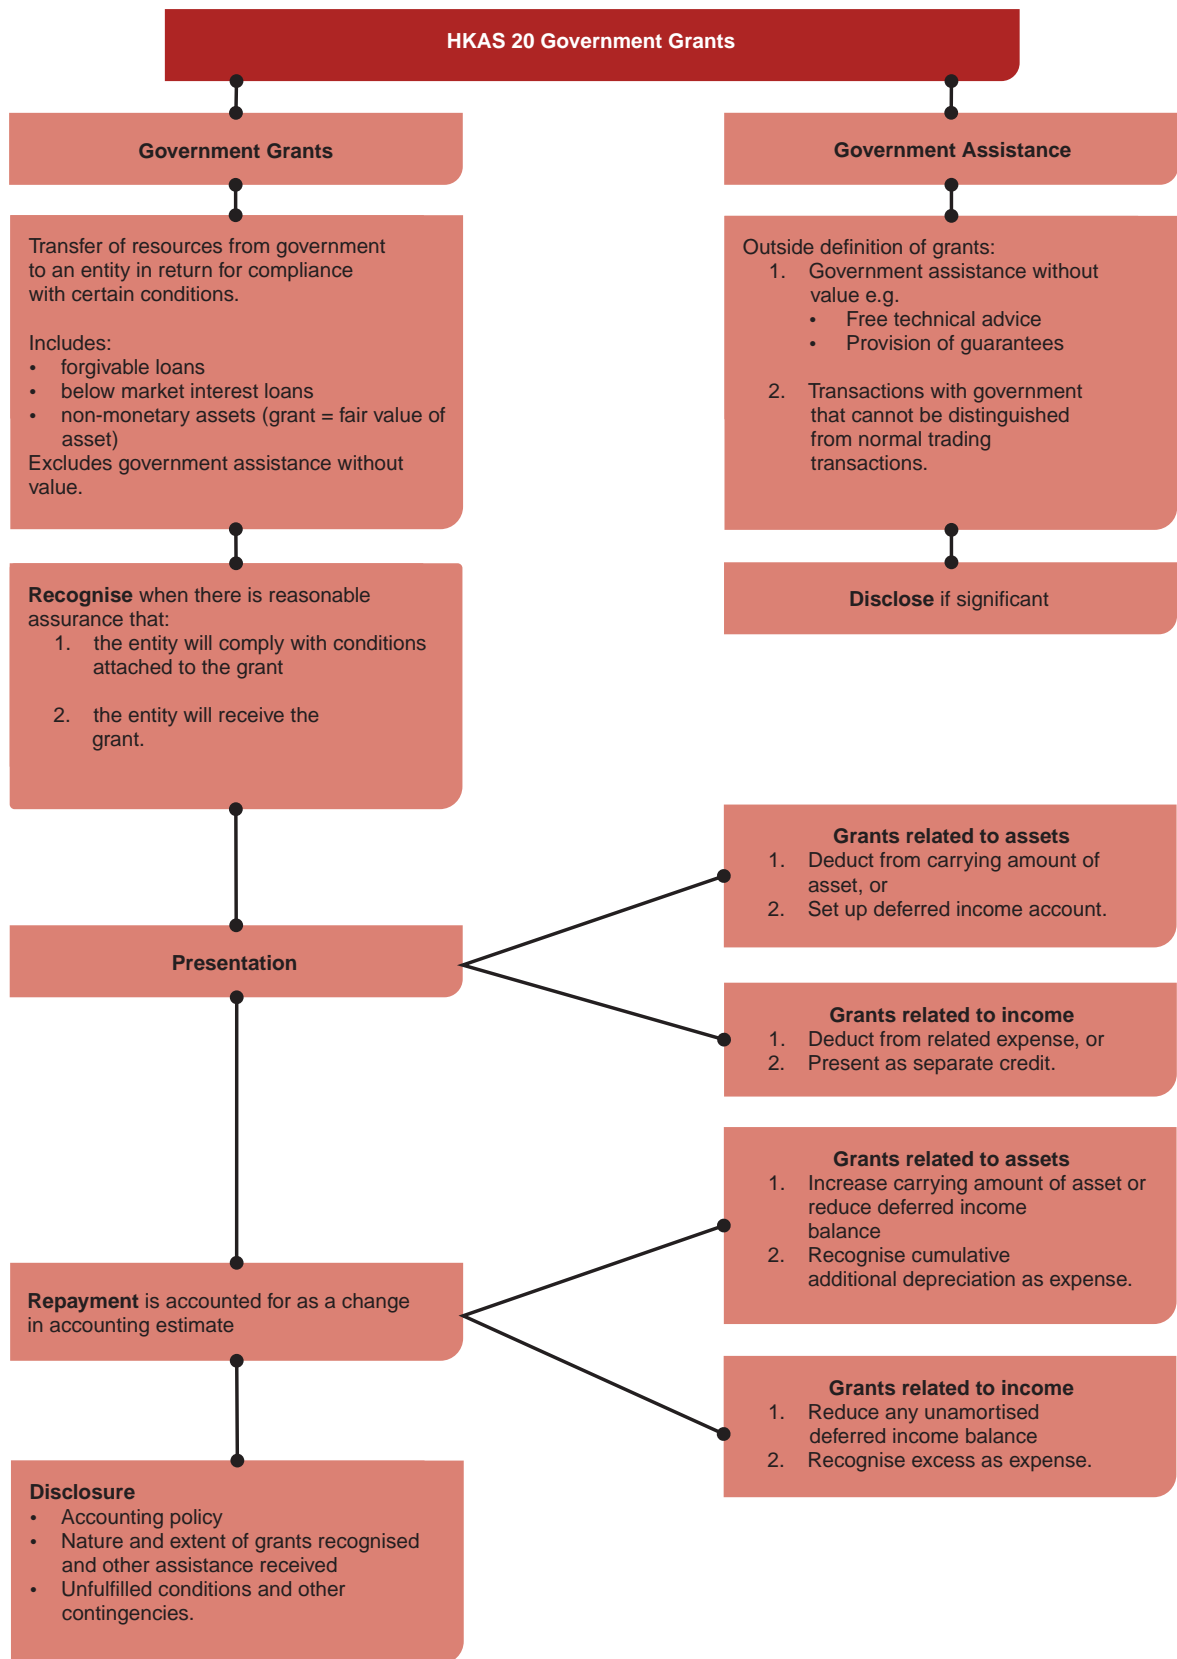 HKAS 20 Government Grants
Government Grants
Transfer of resources from government
to an entity in return for compliance
with certain conditions.
Includes:
• forgivable loans
• below market interest loans
• non-monetary assets (grant = fair value of
asset)
Excludes government assistance without
value.
Recognise when there is reasonable
assurance that:
1. the entity will comply with conditions
attached to the grant
2. the entity will receive the
grant.
Presentation
Repayment is accounted for as a change
in accounting estimate
Disclosure
• Accounting policy
• Nature and extent of grants recognised
and other assistance received
• Unfulfilled conditions and other
contingencies.
Government Assistance
Outside definition of grants:
1. Government assistance without
value e.g.
• Free technical advice
• Provision of guarantees
2. Transactions with government
that cannot be distinguished
from normal trading
transactions.
Disclose if significant
Grants related to assets
1. Deduct from carrying amount of
asset, or
2. Set up deferred income account.
Grants related to income
1. Deduct from related expense, or
2. Present as separate credit.
Grants related to assets
1. Increase carrying amount of asset or
reduce deferred income
balance
2. Recognise cumulative
additional depreciation as expense.
Grants related to income
1. Reduce any unamortised
deferred income balance
2. Recognise excess as expense.